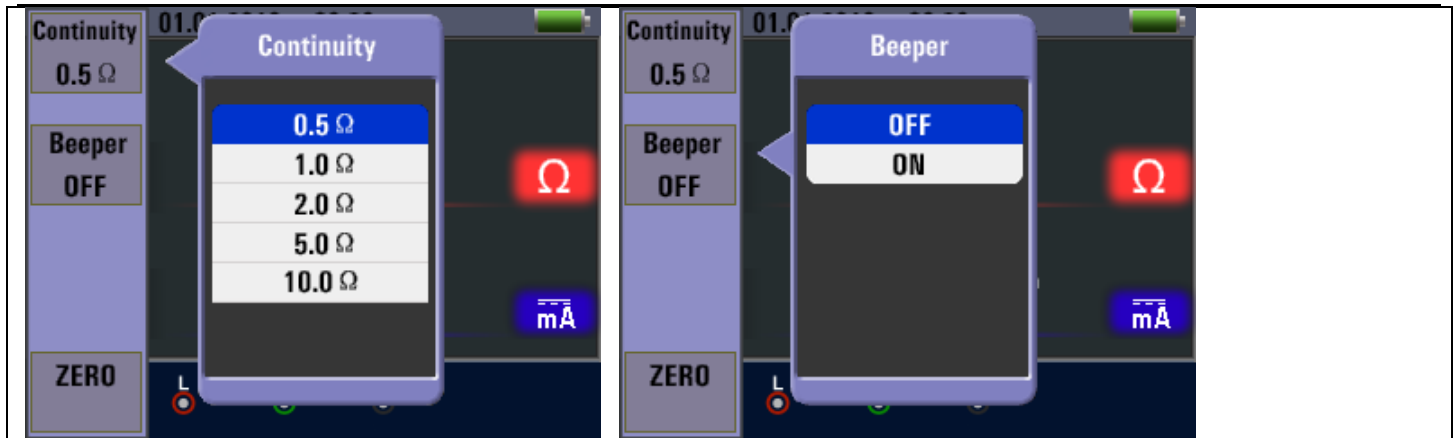 Continuity
0.5 Ω
Beeper
OFF
ZERO
Continuity
0.5 Ω
1.0 Ω
2.0 Ω
5.0 Ω
10.0 Ω
Ω
mA
L
Continuity
0.5 Ω
Beeper
OFF
ZERO
Beeper
OFF
ON
Ω
mA
L